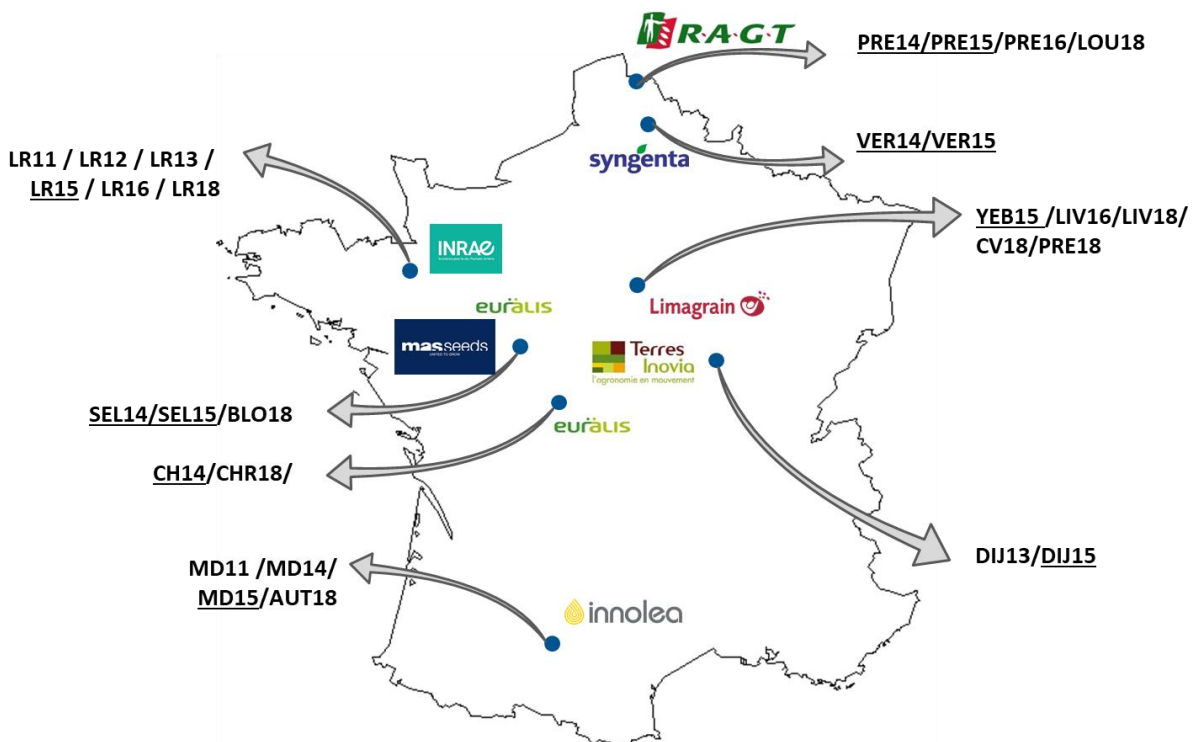 R·A·G·T
PRE14/PRE15/PRE16/LOU18
syngenta
VER14/VER15
LR11 / LR12 / LR13 /
LR15 / LR16 / LR18
INRAE
YEB15 /LIV16/LIV18/
CV18/PRE18
euralis
Limagrain
mas seeds
Terres
Inovia
l'agronomie en mouvement
SEL14/SEL15/BLO18
euralis
CH14/CHR18/
DIJ13/DIJ15
MD11 /MD14/
MD15/AUT18
innolea